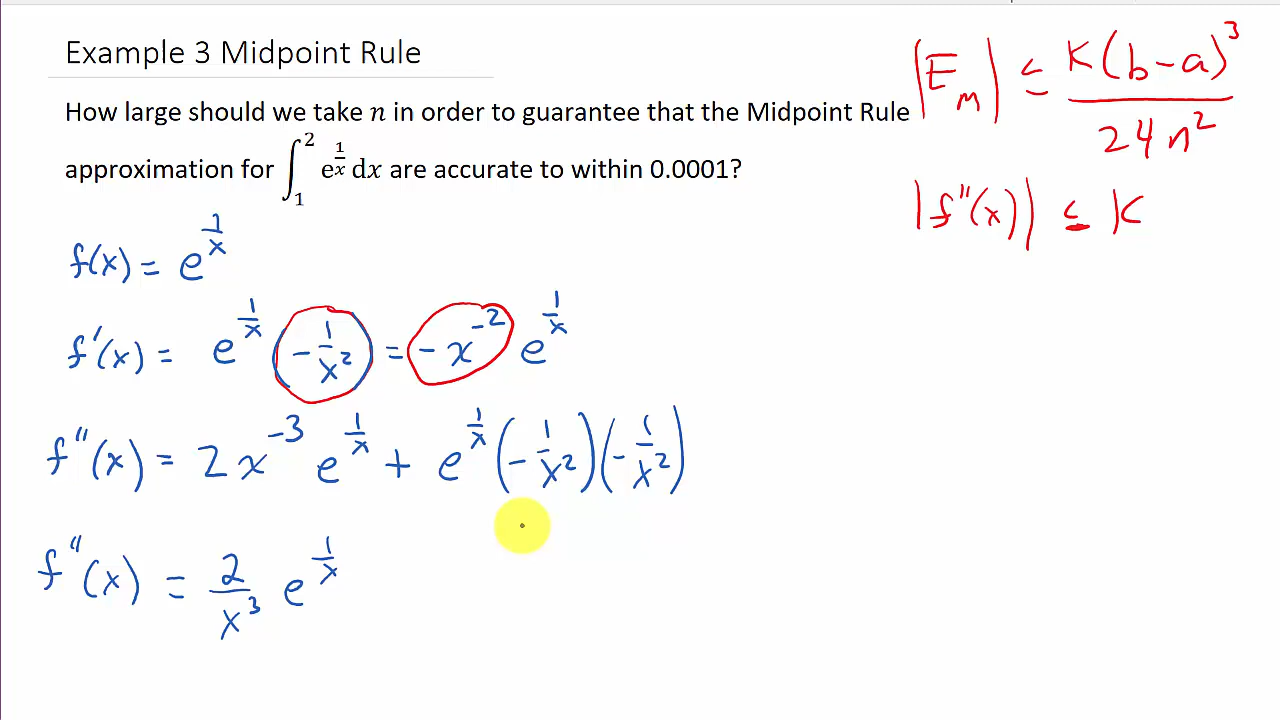 Example 3 Midpoint Rule
How large should we take n in order to guarantee that the Midpoint Rule
approximation for ∫₁² e^(1/x) dx are accurate to within 0.0001?
|E_M| ≤ K(b-a)³ / 24n²
|f''(x)| ≤ K
f(x) = e^(1/x)
f'(x) = e^(1/x) (-1/x²) = -x⁻² e^(1/x)
f''(x) = 2x⁻³ e^(1/x) + e^(1/x) (-1/x²)(-1/x²)
f''(x) = 2/x³ e^(1/x)